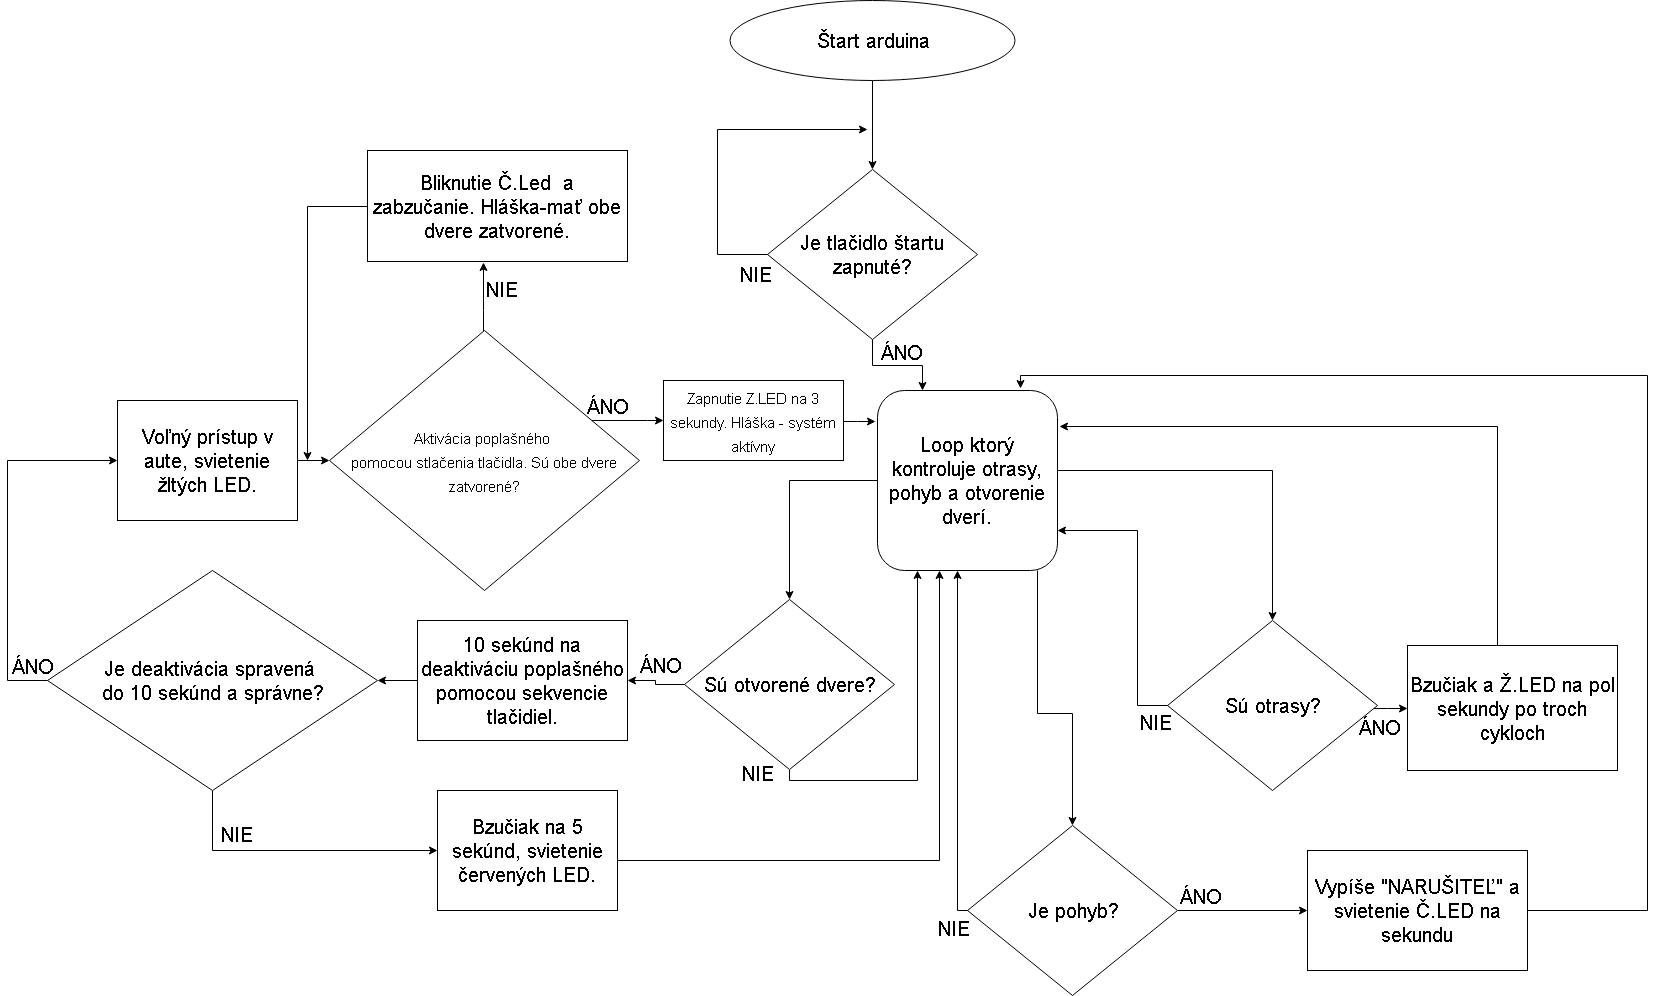 Štart arduina
Je tlačidlo štartu
zapnuté?
NIE
ÁNO
Bliknutie Č.Led a
zabzučanie. Hláška-mať obe
dvere zatvorené.
NIE
Aktivácia poplašného
pomocou stlačenia tlačidla. Sú obe dvere
zatvorené?
ÁNO
Zapnutie Z.LED na 3
sekundy. Hláška - systém
aktívny
Voľný prístup v
aute, svietenie
žltých LED.
Loop ktorý
kontroluje otrasy,
pohyb a otvorenie
dverí.
Je deaktivácia spravená
do 10 sekúnd a správne?
ÁNO
NIE
10 sekúnd na
deaktiváciu poplašného
pomocou sekvencie
tlačidiel.
ÁNO
Sú otvorené dvere?
NIE
Sú otrasy?
NIE
ÁNO
Bzučiak a Ž.LED na pol
sekundy po troch
cykloch
Bzučiak na 5
sekúnd, svietenie
červených LED.
Je pohyb?
NIE
ÁNO
Vypíše "NARUŠITEĽ" a
svietenie Č.LED na
sekundu